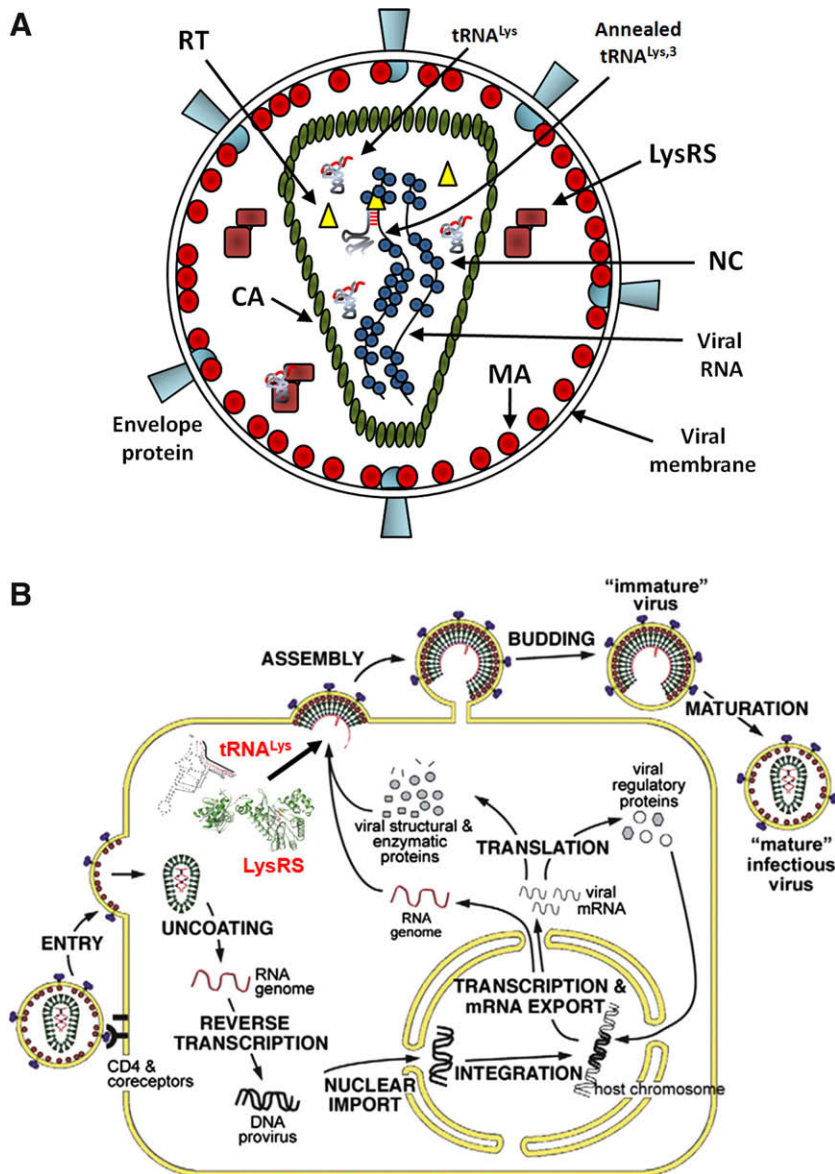 A
RT
tRNA^Lys
Annealed
tRNA^Lys,3
LysRS
NC
CA
Viral
RNA
MA
Envelope
protein
Viral
membrane
B
"immature"
virus
BUDDING
ASSEMBLY
MATURATION
tRNA^Lys
LysRS
viral structural &
enzymatic proteins
viral
regulatory
proteins
TRANSLATION
"mature"
infectious
virus
viral
mRNA
RNA
genome
ENTRY
UNCOATING
RNA
genome
TRANSCRIPTION &
mRNA EXPORT
REVERSE
TRANSCRIPTION
CD4 &
coreceptors
NUCLEAR
IMPORT
INTEGRATION
host chromosome
DNA
provirus